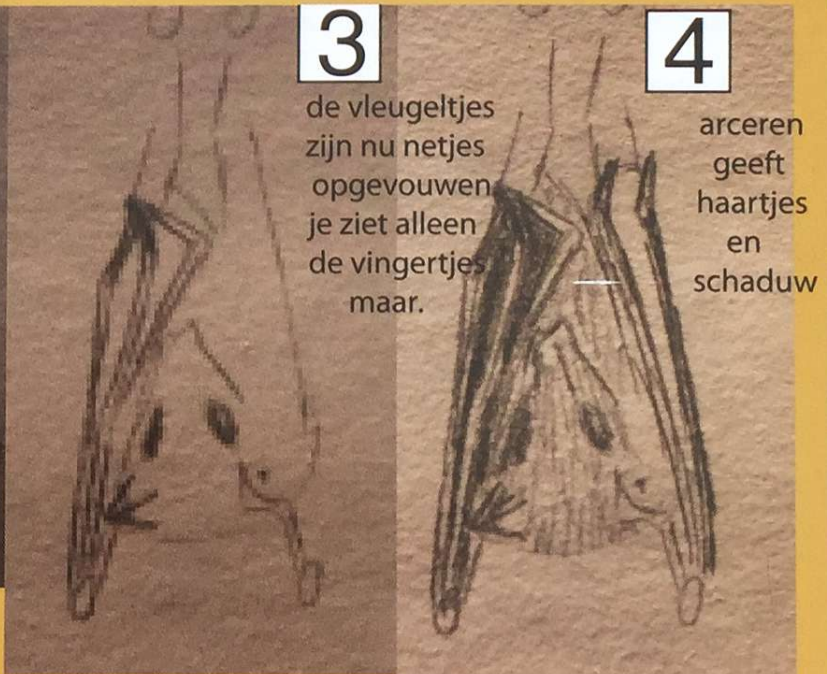 3
de vleugeltjes
zijn nu netjes
opgevouwen
je ziet alleen
de vingertjes
maar.
4
arceren
geeft
haartjes
en
schaduw